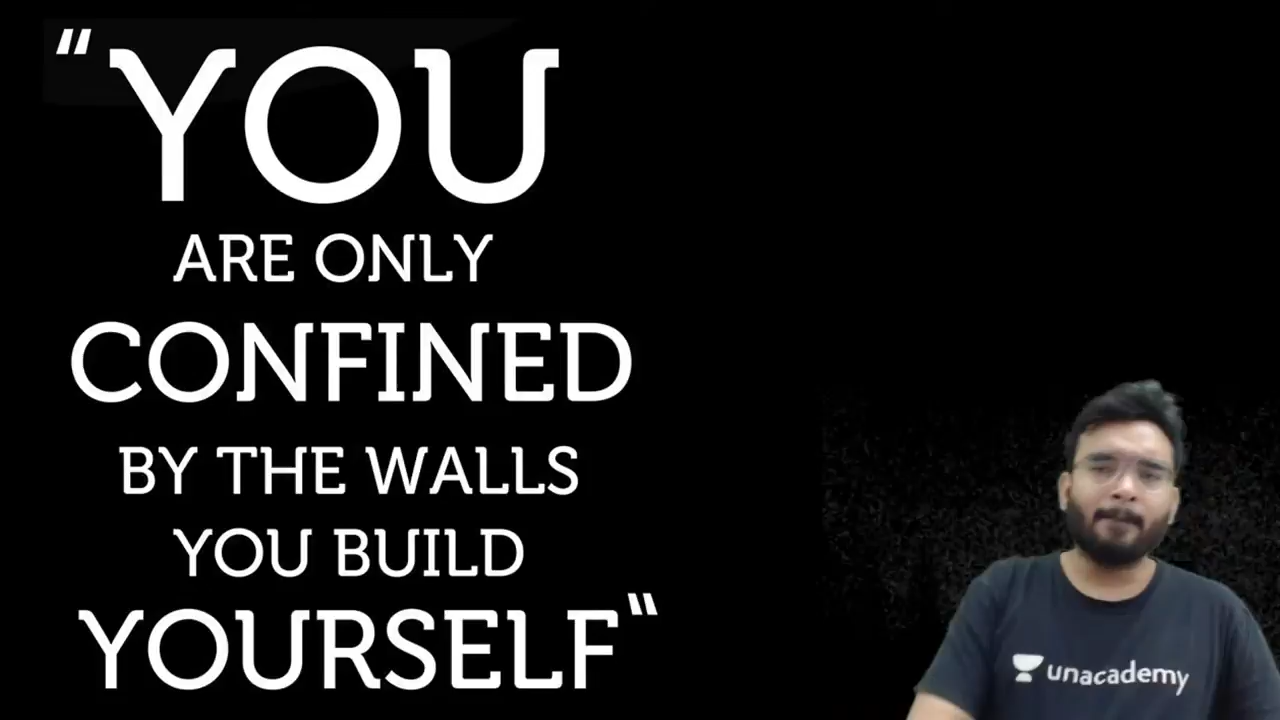 "YOU
ARE ONLY
CONFINED
BY THE WALLS
YOU BUILD
YOURSELF"
unacademy